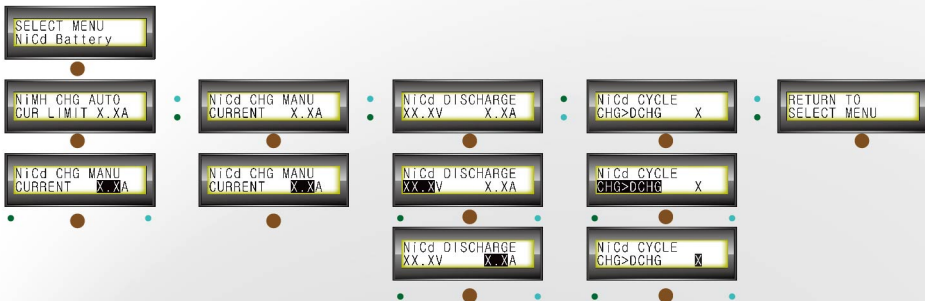 SELECT MENU
NiCd Battery
NiMH CHG AUTO
CUR LIMIT X.XA
NiCd CHG MANU
CURRENT X.XA
NiCd DISCHARGE
XX.XV X.XA
NiCd CYCLE
CHG>DCHG X
RETURN TO
SELECT MENU
NiCd CHG MANU
CURRENT X.XA
NiCd CHG MANU
CURRENT X.XA
NiCd DISCHARGE
XX.XV X.XA
NiCd CYCLE
CHG>DCHG X
NiCd DISCHARGE
XX.XV X.XA
NiCd CYCLE
CHG>DCHG X